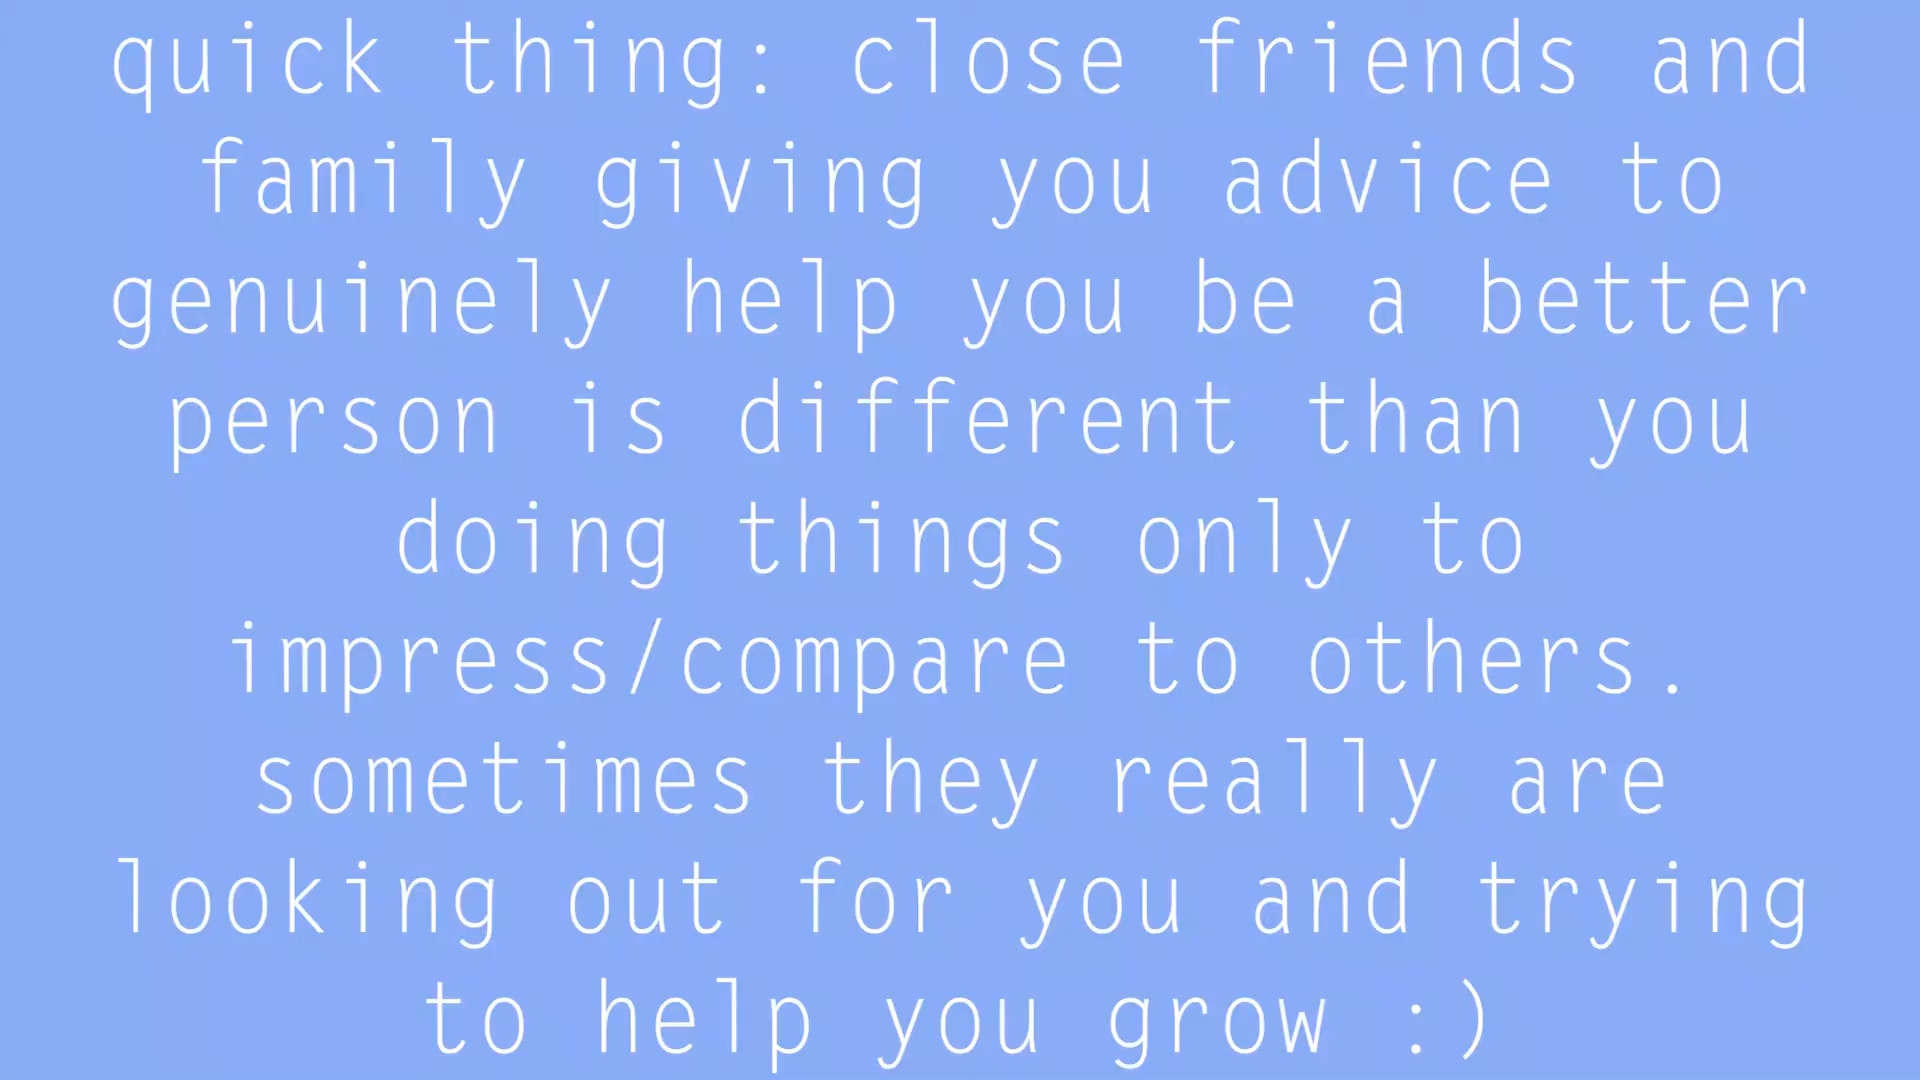 quick thing: close friends and
family giving you advice to
genuinely help you be a better
person is different than you
doing things only to
impress/compare to others.
sometimes they really are
looking out for you and trying
to help you grow :)